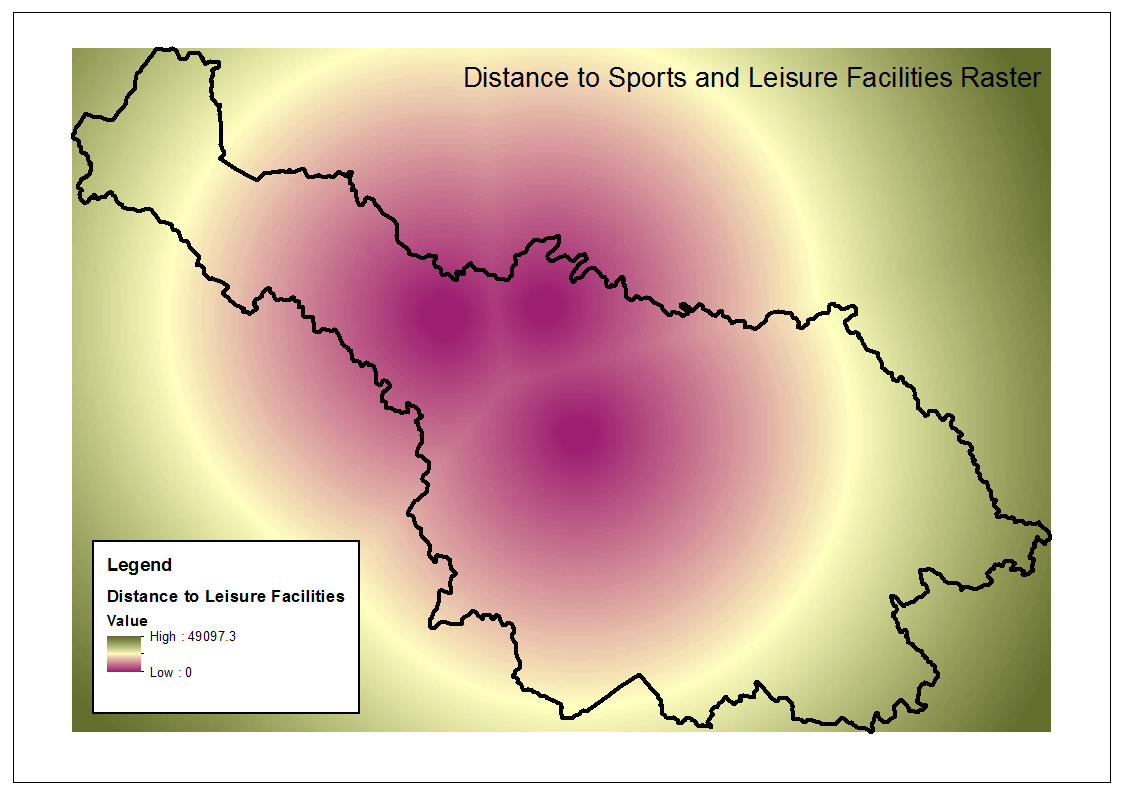 Distance to Sports and Leisure Facilities Raster
Legend
Distance to Leisure Facilities
Value
High : 49097.3
Low : 0